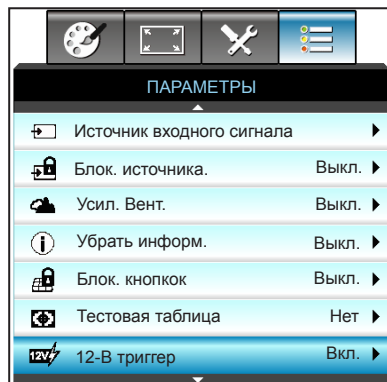 ПАРАМЕТРЫ
Источник входного сигнала
Блок. источника. Выкл.
Усил. Вент. Выкл.
Убрать информ. Выкл.
Блок. кнопкок Выкл.
Тестовая таблица Нет
12V 12-В триггер Вкл.